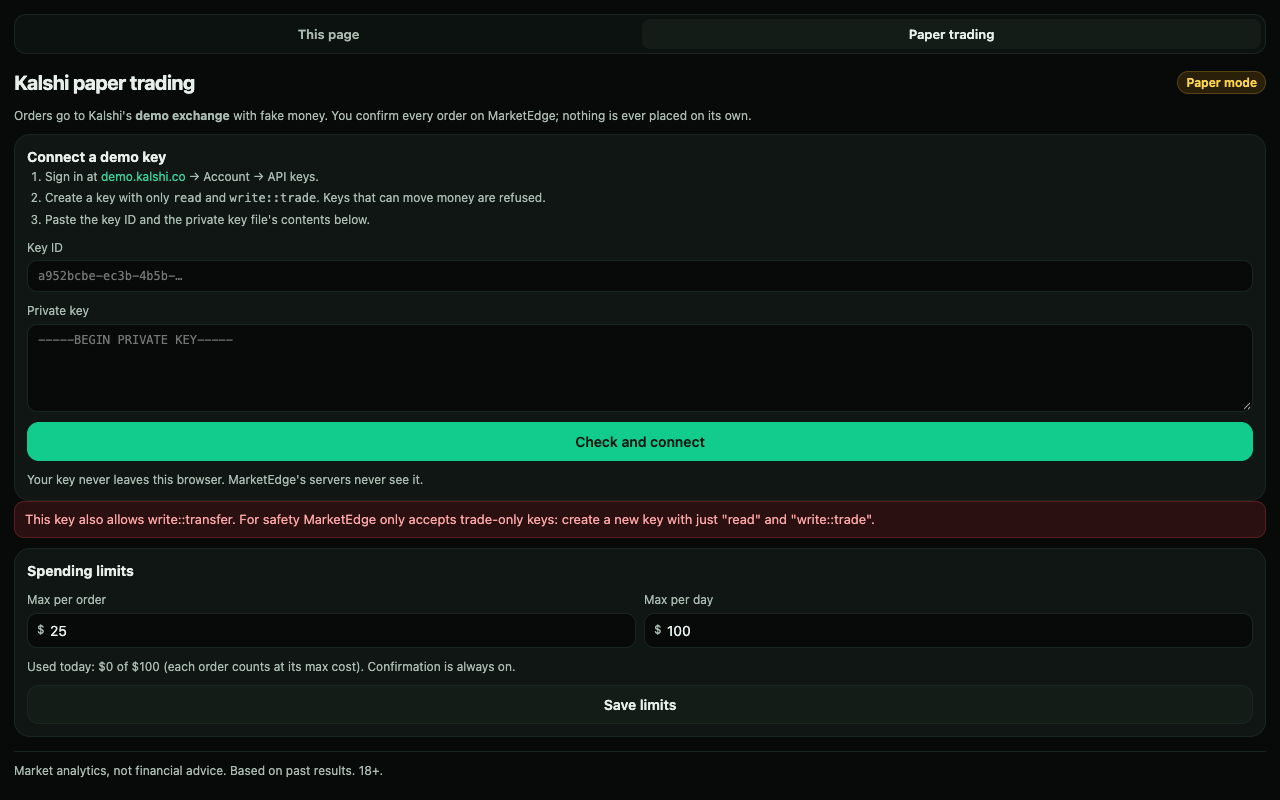 This page
Paper trading
Kalshi paper trading
Paper mode
Orders go to Kalshi's demo exchange with fake money. You confirm every order on MarketEdge; nothing is ever placed on its own.
Connect a demo key
1. Sign in at demo.kalshi.co → Account → API keys.
2. Create a key with only read and write::trade. Keys that can move money are refused.
3. Paste the key ID and the private key file's contents below.
Key ID
a952bcbe-ec3b-4b5b-…
Private key
-----BEGIN PRIVATE KEY-----
Check and connect
Your key never leaves this browser. MarketEdge's servers never see it.
This key also allows write::transfer. For safety MarketEdge only accepts trade-only keys: create a new key with just "read" and "write::trade".
Spending limits
Max per order
Max per day
$ 25
$ 100
Used today: $0 of $100 (each order counts at its max cost). Confirmation is always on.
Save limits
Market analytics, not financial advice. Based on past results. 18+.